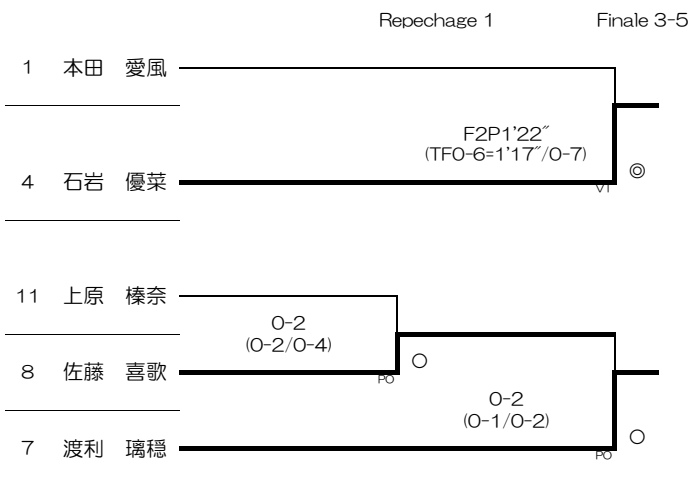 Repechage 1 Finale 3-5
1 本田 愛風
F2P1'22″
(TF0-6=1'17″/0-7)
4 石岩 優菜
VT ◎
11 上原 榛奈
0-2
(0-2/0-4)
8 佐藤 喜歌
PO ○
0-2
(0-1/0-2)
7 渡利 璃穏
PO ○